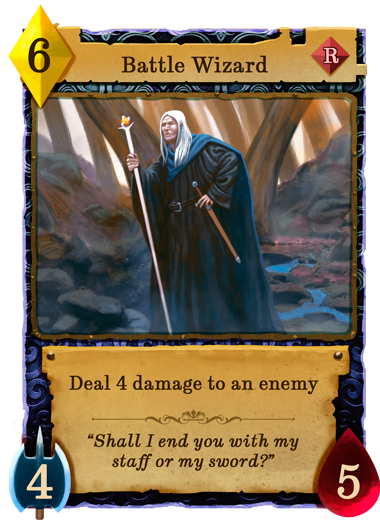 6
Battle Wizard
R
Deal 4 damage to an enemy
“Shall I end you with my
staff or my sword?”
4
5